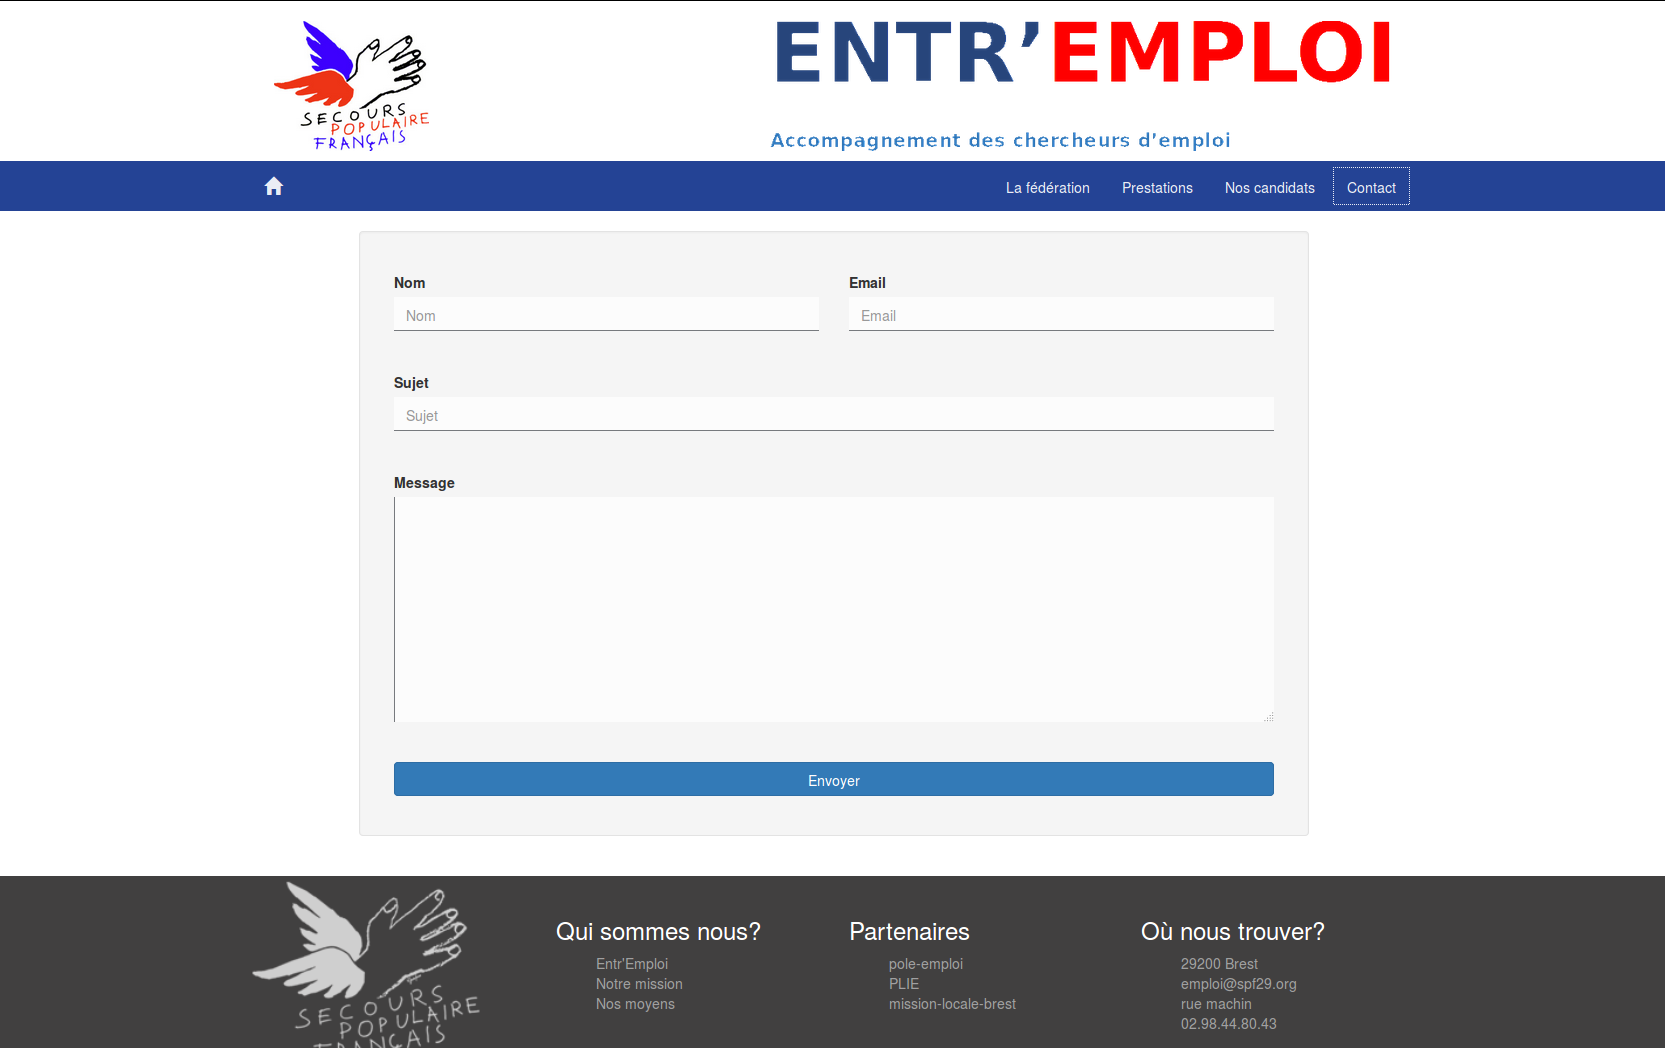 SECOURS
POPULAIRE
FRANÇAIS
ENTR’EMPLOI
Accompagnement des chercheurs d'emploi
La fédération Prestations Nos candidats Contact
Nom Email
Nom Email
Sujet
Sujet
Message
Envoyer
SECOURS
POPULAIRE
FRANÇAIS
Qui sommes nous?
Entr'Emploi
Notre mission
Nos moyens
Partenaires
pole-emploi
PLIE
mission-locale-brest
Où nous trouver?
29200 Brest
emploi@spf29.org
rue machin
02.98.44.80.43